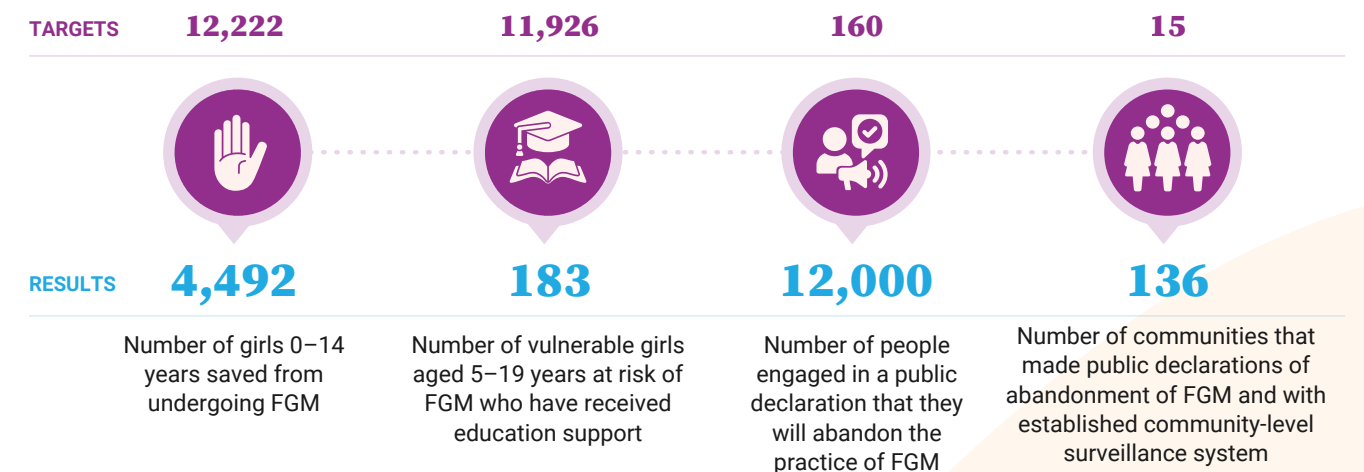 TARGETS 12,222 11,926 160 15
RESULTS 4,492 183 12,000 136
Number of girls 0–14
years saved from
undergoing FGM
Number of vulnerable girls
aged 5–19 years at risk of
FGM who have received
education support
Number of people
engaged in a public
declaration that they
will abandon the
practice of FGM
Number of communities that
made public declarations of
abandonment of FGM and with
established community-level
surveillance system